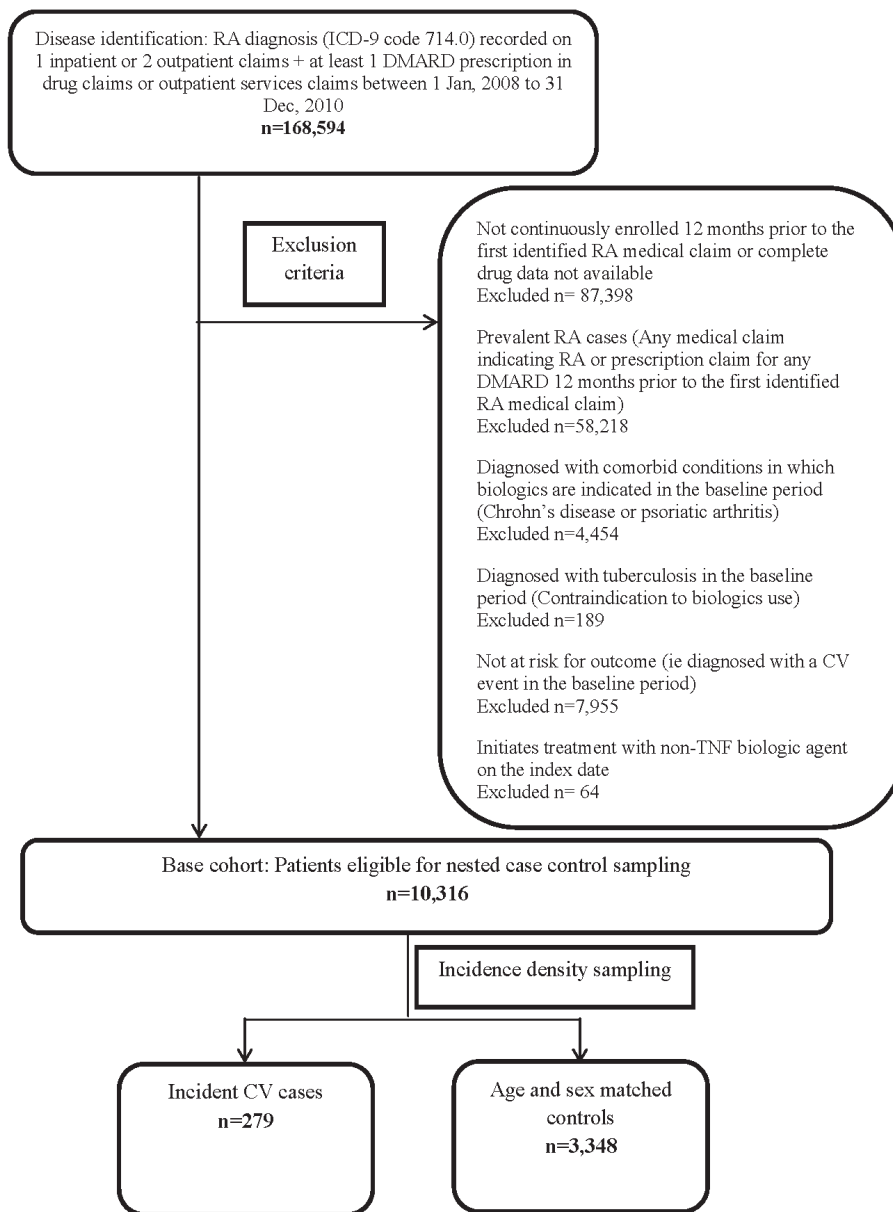 Disease identification: RA diagnosis (ICD-9 code 714.0) recorded on
1 inpatient or 2 outpatient claims + at least 1 DMARD prescription in
drug claims or outpatient services claims between 1 Jan, 2008 to 31
Dec, 2010
n=168,594
Exclusion
criteria
Not continuously enrolled 12 months prior to the
first identified RA medical claim or complete
drug data not available
Excluded n= 87,398
Prevalent RA cases (Any medical claim
indicating RA or prescription claim for any
DMARD 12 months prior to the first identified
RA medical claim)
Excluded n=58,218
Diagnosed with comorbid conditions in which
biologics are indicated in the baseline period
(Chrohn's disease or psoriatic arthritis)
Excluded n=4,454
Diagnosed with tuberculosis in the baseline
period (Contraindication to biologics use)
Excluded n=189
Not at risk for outcome (ie diagnosed with a CV
event in the baseline period)
Excluded n=7,955
Initiates treatment with non-TNF biologic agent
on the index date
Excluded n= 64
Base cohort: Patients eligible for nested case control sampling
n=10,316
Incidence density sampling
Incident CV cases
n=279
Age and sex matched
controls
n=3,348